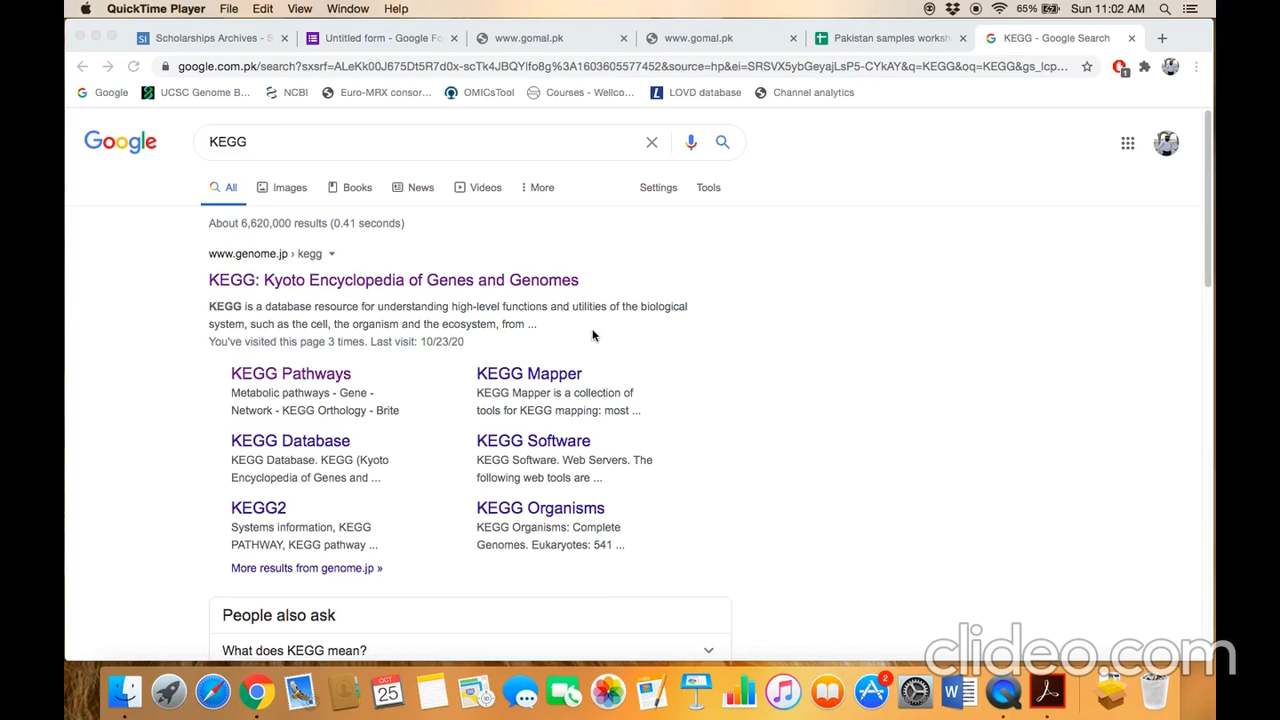 QuickTime Player File Edit View Window Help 65% Sun 11:02 AM
Scholarships Archives - S Untitled form - Google Fo www.gomal.pk www.gomal.pk Pakistan samples worksh KEGG - Google Search
google.com.pk/search?sxsrf=ALeKk00J675Dt5R7d0x-scTk4JBQYlfo8g%3A1603605577452&source=hp&ei=SRSVX5ybGeyajLsP5-CYkAY&q=KEGG&oq=KEGG&gs_lcp... 1
Google UCSC Genome B... NCBI Euro-MRX consor... OMICsTool Courses - Wellco... LOVD database Channel analytics
Google KEGG
All Images Books News Videos More Settings Tools
About 6,620,000 results (0.41 seconds)
www.genome.jp › kegg
KEGG: Kyoto Encyclopedia of Genes and Genomes
KEGG is a database resource for understanding high-level functions and utilities of the biological
system, such as the cell, the organism and the ecosystem, from ...
You've visited this page 3 times. Last visit: 10/23/20
KEGG Pathways
Metabolic pathways - Gene -
Network - KEGG Orthology - Brite
KEGG Mapper
KEGG Mapper is a collection of
tools for KEGG mapping: most ...
KEGG Database
KEGG Database. KEGG (Kyoto
Encyclopedia of Genes and ...
KEGG Software
KEGG Software. Web Servers. The
following web tools are ...
KEGG2
Systems information, KEGG
PATHWAY, KEGG pathway ...
KEGG Organisms
KEGG Organisms: Complete
Genomes. Eukaryotes: 541 ...
More results from genome.jp »
People also ask
What does KEGG mean?
clideo.com
OCT
25
2